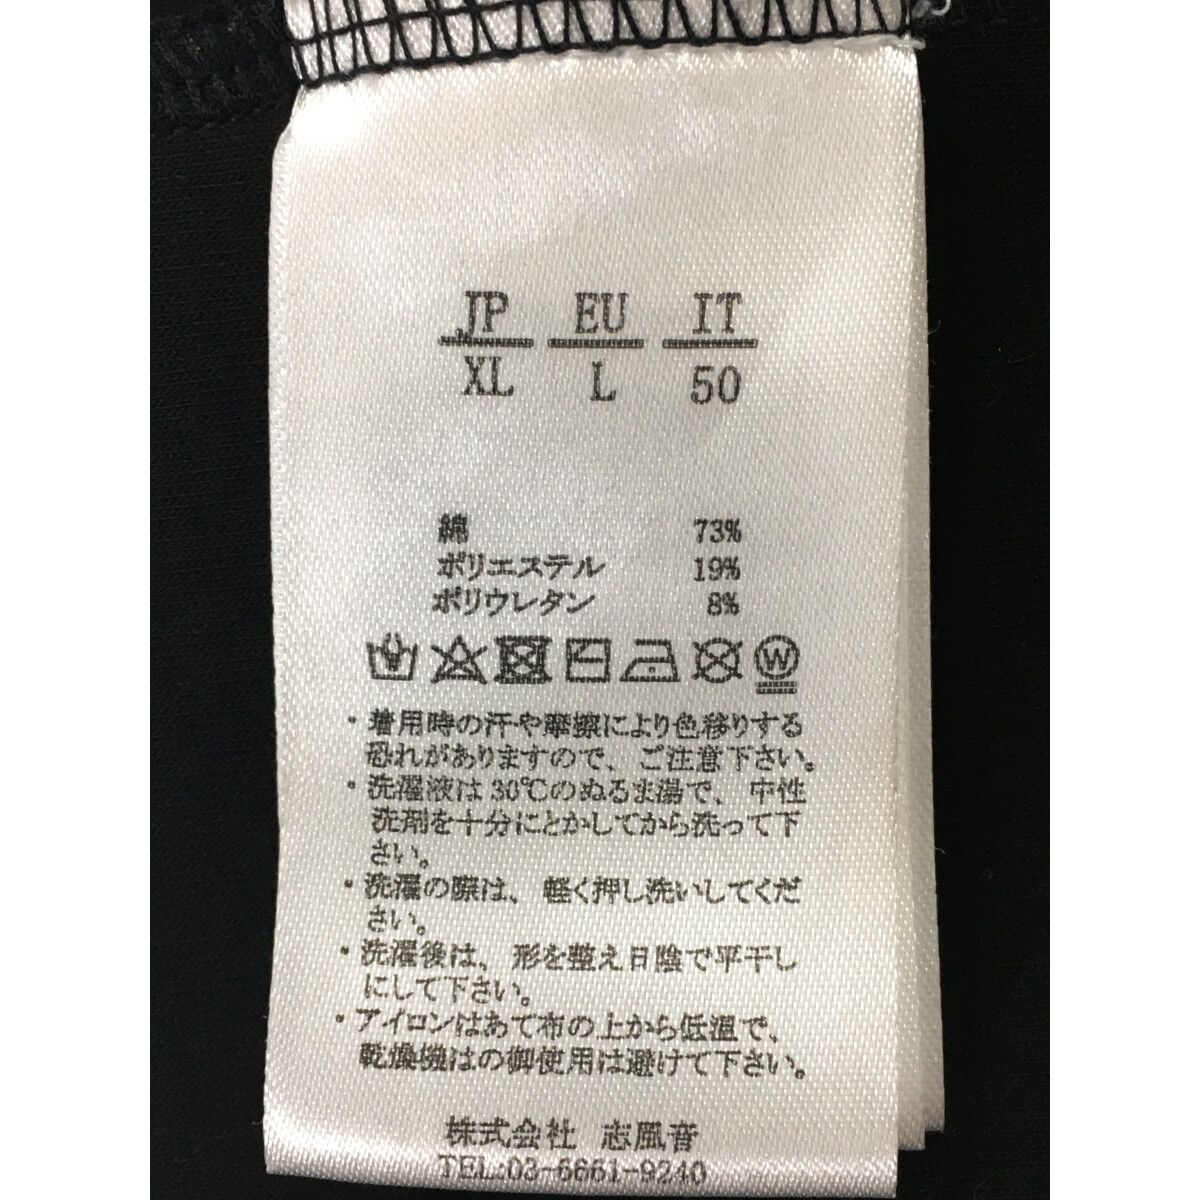 JP EU IT
XL L 50
綿 73%
ポリエステル 19%
ポリウレタン 8%
W
・着用時の汗や摩擦により色移りする
恐れがありますので、ご注意下さい。
・洗濯液は30℃のぬるま湯で、中性
洗剤を十分にとかしてから洗って下
さい。
・洗濯の際は、軽く押し洗いしてくだ
さい。
・洗濯後は、形を整え日陰で平干し
にして下さい。
・アイロンはあて布の上から低温で、
乾燥機はの御使用は避けて下さい。
株式会社 志風音
TEL:03-6661-9240